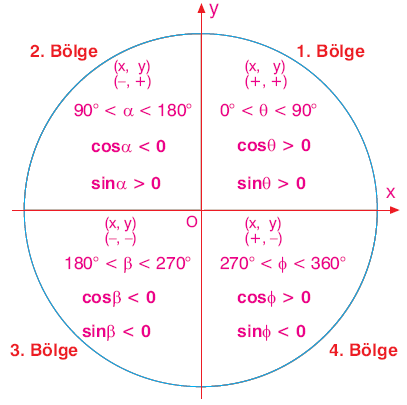 y
2. Bölge
1. Bölge
(x, y)
(–, +)
90° < α < 180°
cosα < 0
sinα > 0
(x, y)
(+, +)
0° < θ < 90°
cosθ > 0
sinθ > 0
x
O
(x, y)
(–, –)
180° < β < 270°
cosβ < 0
sinβ < 0
(x, y)
(+, –)
270° < ϕ < 360°
cosϕ > 0
sinϕ < 0
3. Bölge
4. Bölge